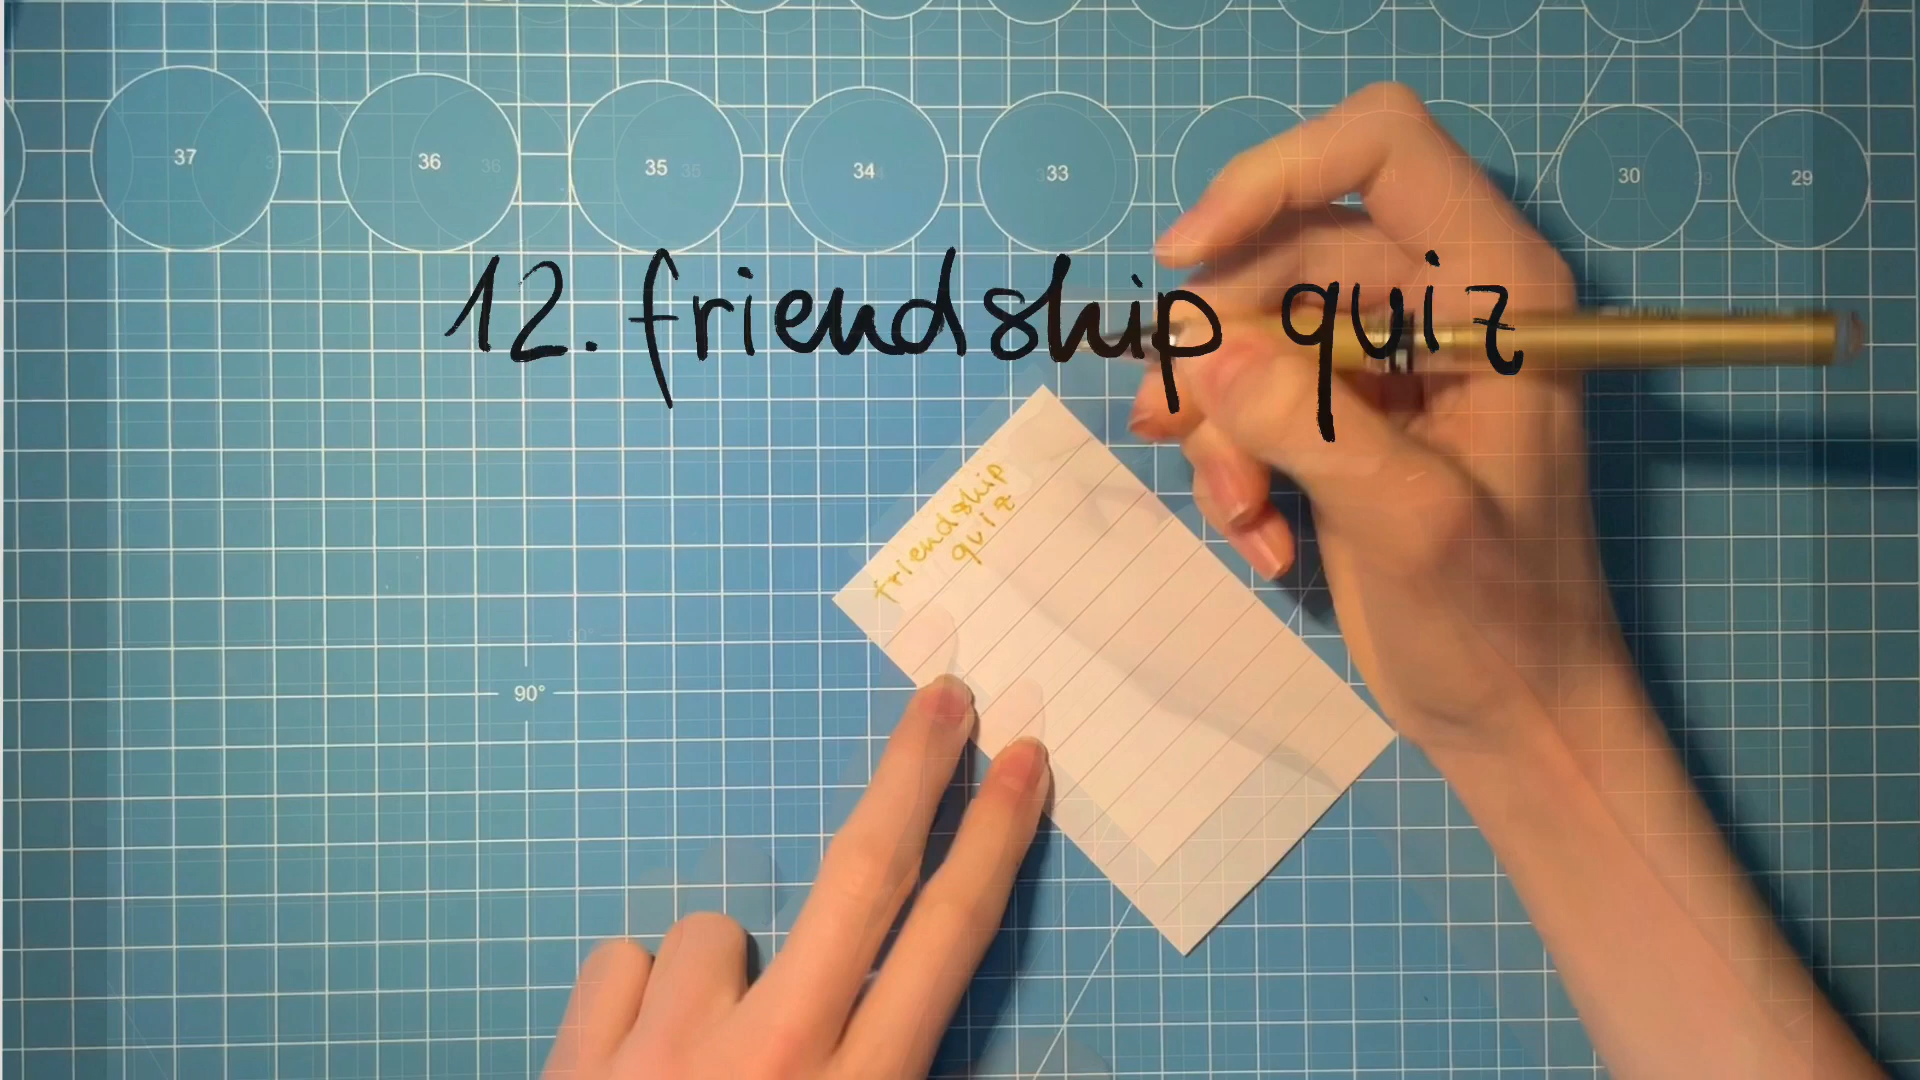 37 36 35 34 33 30 29
12. friendship quiz
friendship
quiz
90°